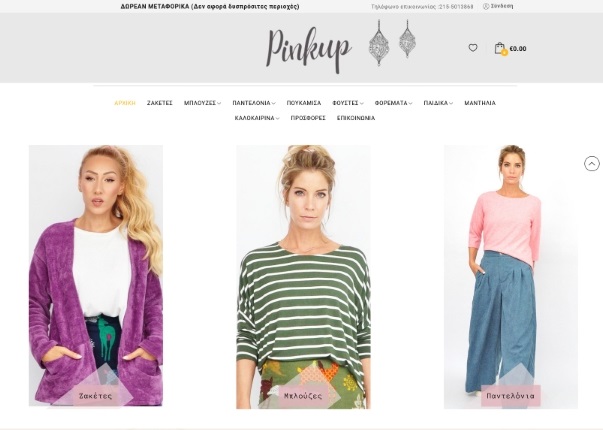 ΔΩΡΕΑΝ ΜΕΤΑΦΟΡΙΚΑ (Δεν αφορά δυσπρόσιτες περιοχές) Τηλέφωνο επικοινωνίας :215-5013868 Σύνδεση
Pinkup
€0.00
ΑΡΧΙΚΗ ΖΑΚΕΤΕΣ ΜΠΛΟΥΖΕΣ ΠΑΝΤΕΛΟΝΙΑ ΠΟΥΚΑΜΙΣΑ ΦΟΥΣΤΕΣ ΦΟΡΕΜΑΤΑ ΠΑΙΔΙΚΑ ΜΑΝΤΗΛΙΑ
ΚΑΛΟΚΑΙΡΙΝΑ ΠΡΟΣΦΟΡΕΣ ΕΠΙΚΟΙΝΩΝΙΑ
Ζακέτες Μπλούζες Παντελόνια